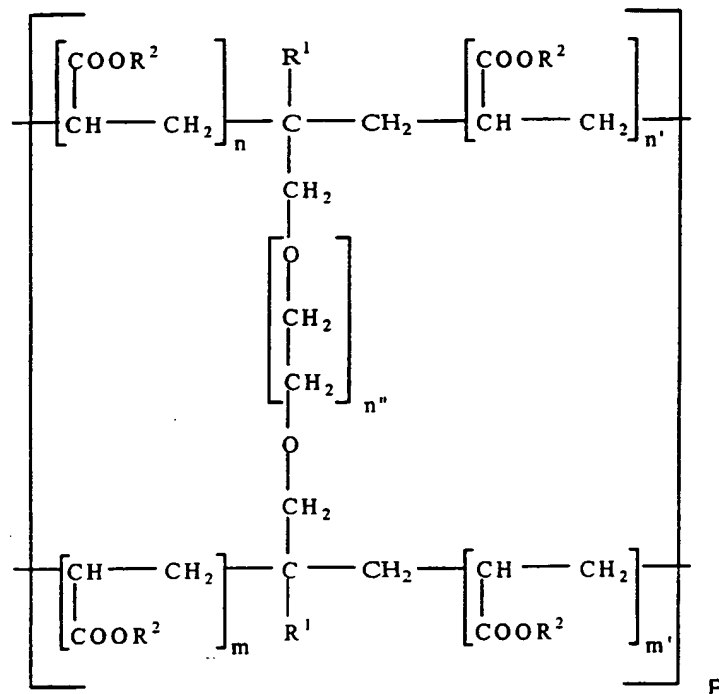 COOR² R¹ COOR²
CH CH₂ n C CH₂ CH CH₂ n'
CH₂
O
CH₂
CH₂ n"
O
CH₂
CH CH₂ m C CH₂ CH CH₂ m'
COOR² R¹ COOR²